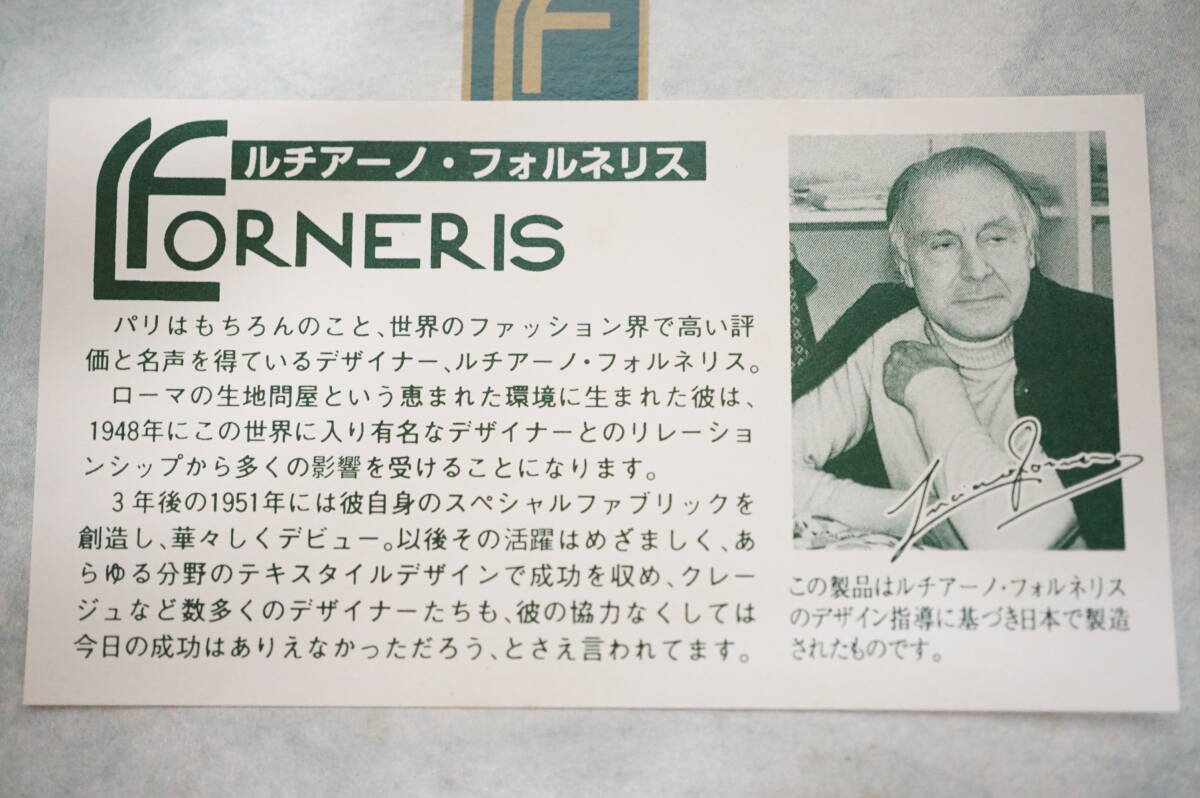 LF
ルチアーノ・フォルネリス
LFORNERIS
パリはもちろんのこと、世界のファッション界で高い評
価と名声を得ているデザイナー、ルチアーノ・フォルネリス。
ローマの生地問屋という恵まれた環境に生まれた彼は、
1948年にこの世界に入り有名なデザイナーとのリレーショ
ンシップから多くの影響を受けることになります。
3年後の1951年には彼自身のスペシャルファブリックを
創造し、華々しくデビュー。以後その活躍はめざましく、あ
らゆる分野のテキスタイルデザインで成功を収め、クレー
ジュなど数多くのデザイナーたちも、彼の協力なくしては
今日の成功はありえなかっただろう、とさえ言われてます。
Luciano Forneris
この製品はルチアーノ・フォルネリス
のデザイン指導に基づき日本で製造
されたものです。